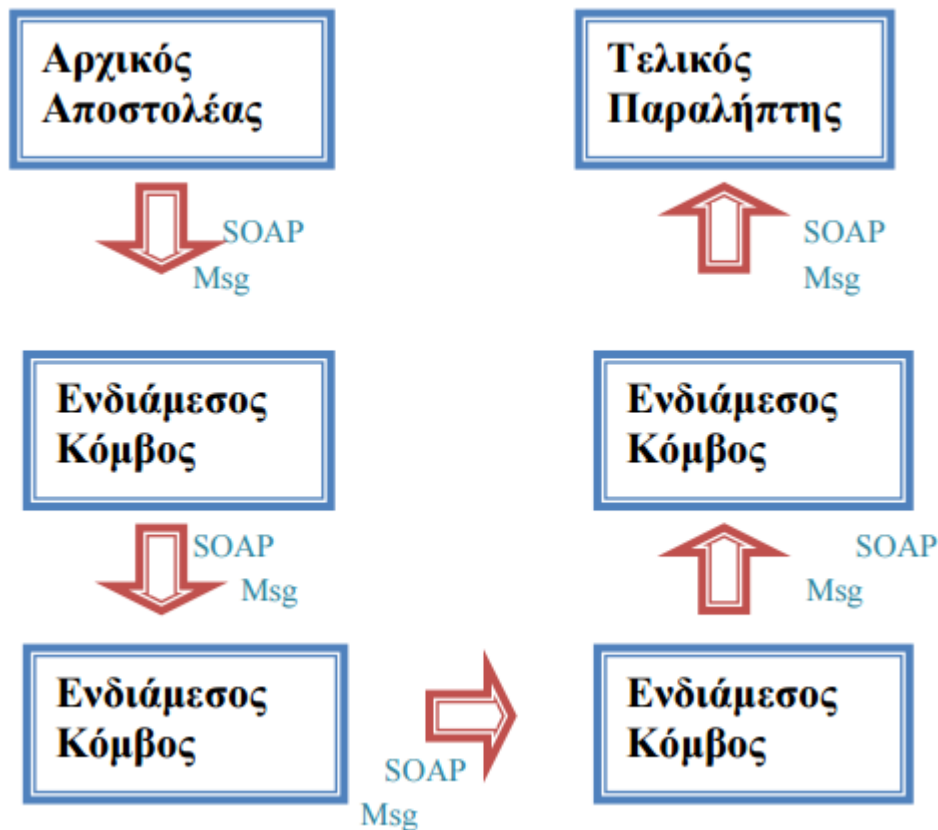 Αρχικός
Αποστολέας
SOAP
Msg
Ενδιάμεσος
Κόμβος
SOAP
Msg
Ενδιάμεσος
Κόμβος
SOAP
Msg
Ενδιάμεσος
Κόμβος
SOAP
Msg
Ενδιάμεσος
Κόμβος
SOAP
Msg
Τελικός
Παραλήπτης